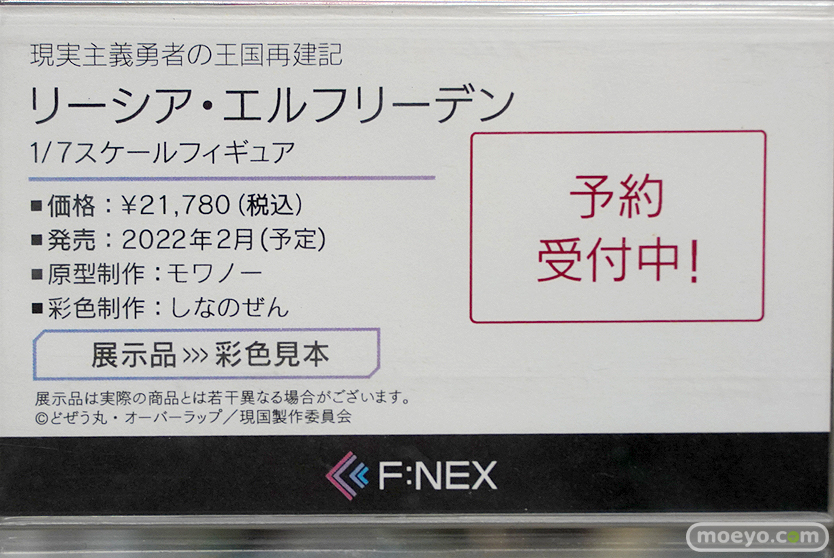 現実主義勇者の王国再建記
リーシア・エルフリーデン
1/7スケールフィギュア
■価格：¥21,780(税込)
■発売：2022年2月(予定)
■原型制作：モワノー
■彩色制作：しなのぜん
予約
受付中!
展示品>>>彩色見本
展示品は実際の商品とは若干異なる場合がございます。
©どぜう丸・オーバーラップ／現国製作委員会
F:NEX
moeyo.com